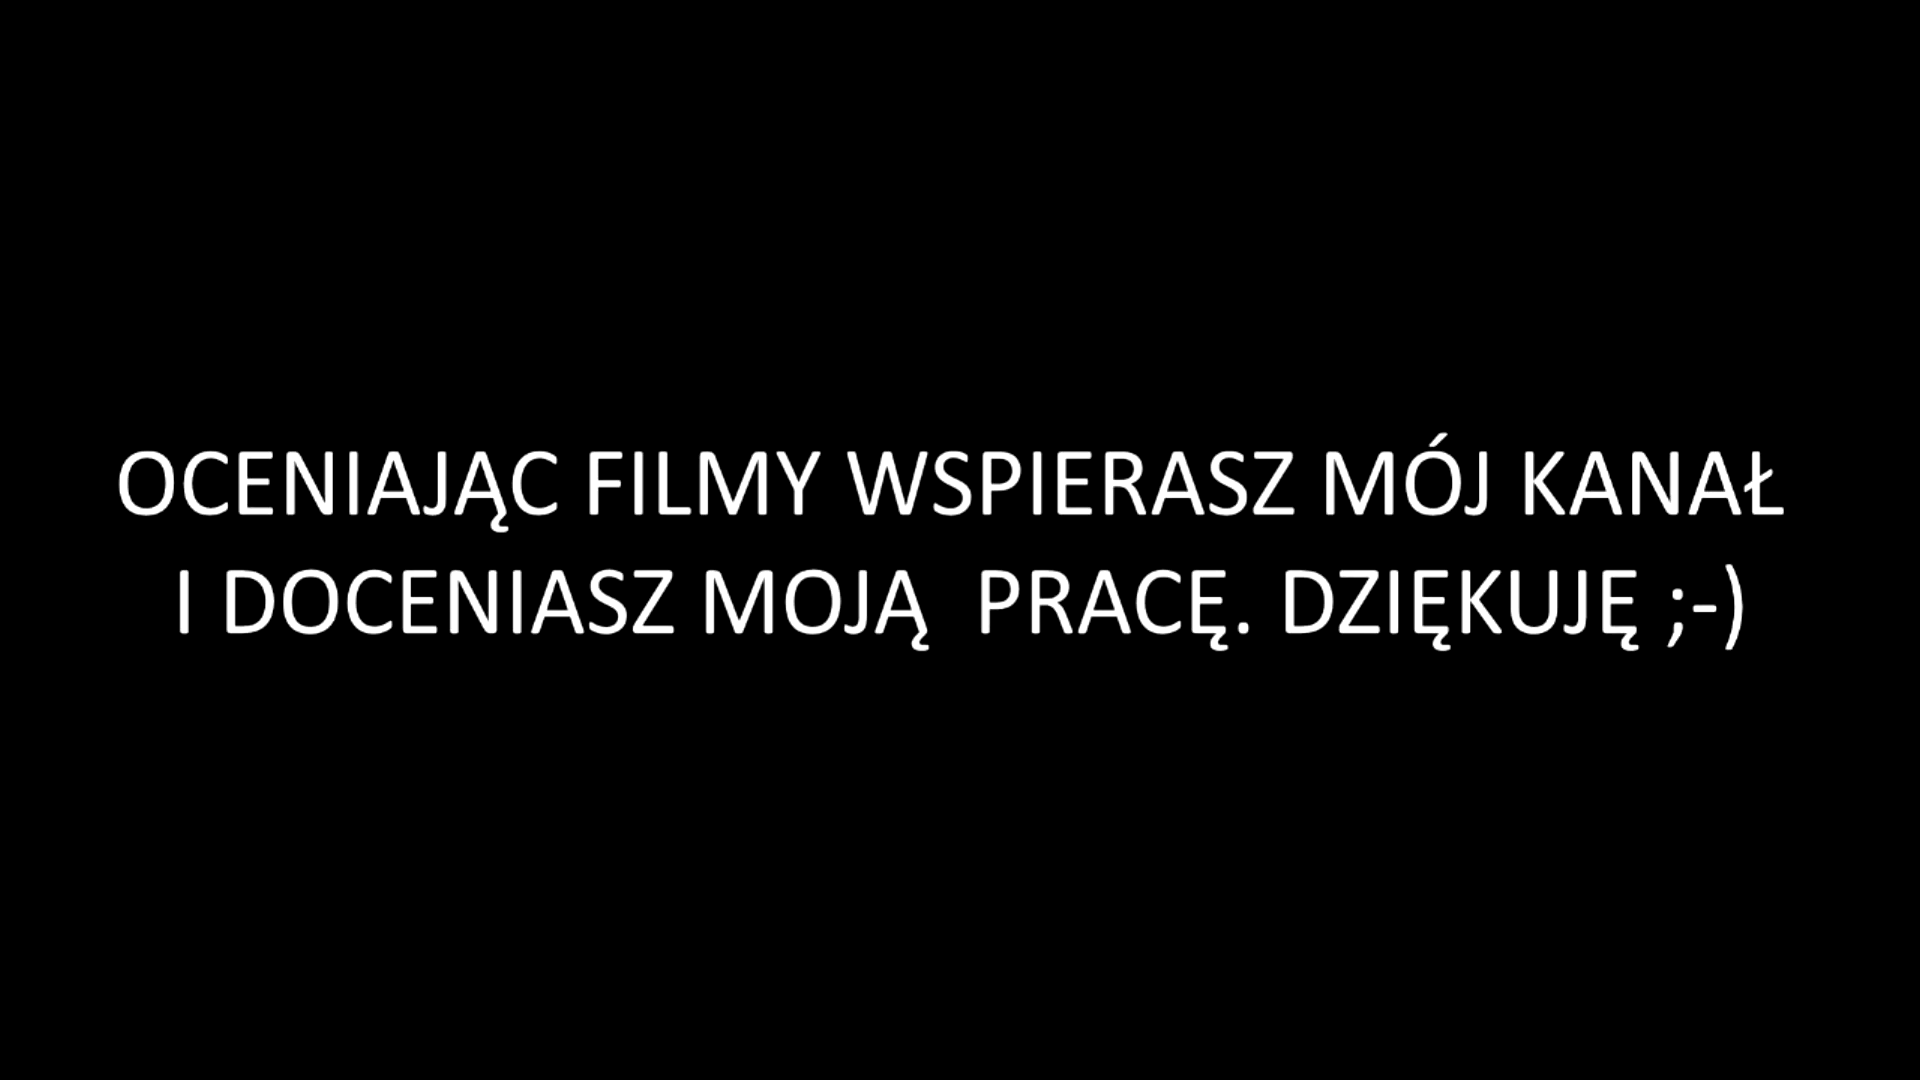 OCENIAJĄC FILMY WSPIERASZ MÓJ KANAŁ
I DOCENIASZ MOJĄ  PRACĘ. DZIĘKUJĘ ;-)